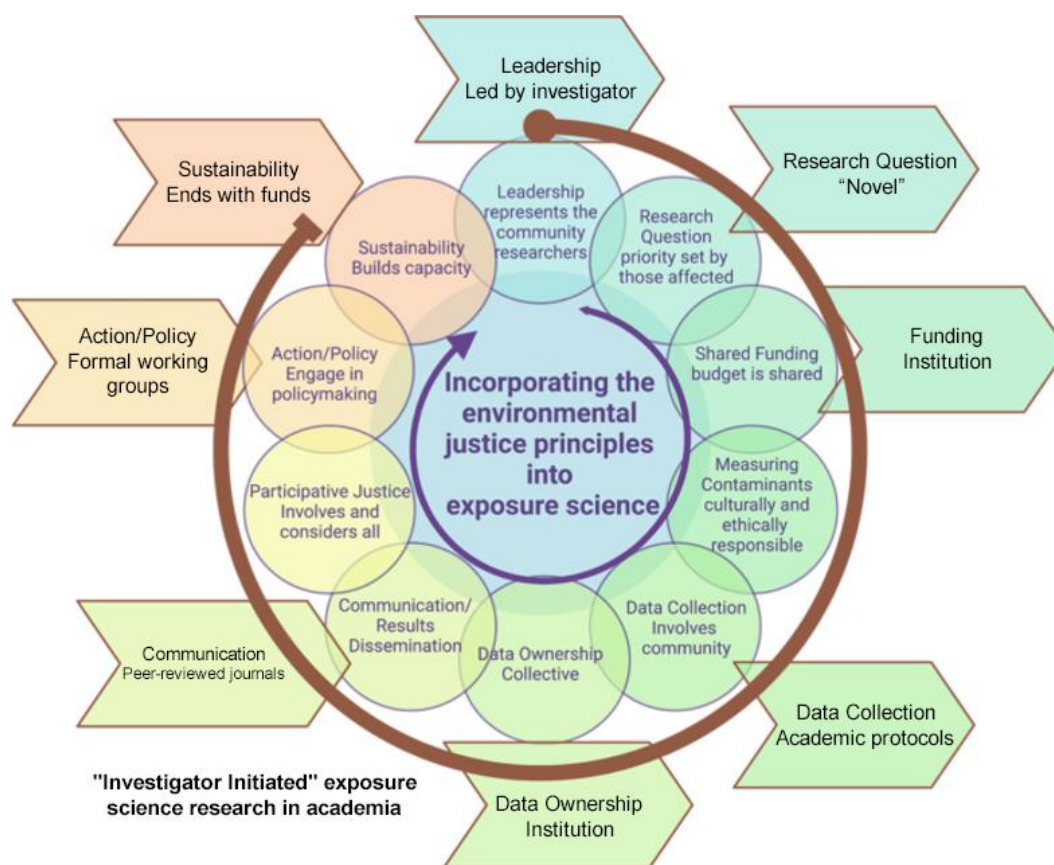 Leadership
Led by investigator
Research Question
“Novel”
Funding
Institution
Data Collection
Academic protocols
Data Ownership
Institution
Communication
Peer-reviewed journals
Action/Policy
Formal working
groups
Sustainability
Ends with funds
Leadership
represents the
community
researchers
Research
Question
priority set by
those affected
Shared Funding
budget is shared
Measuring
Contaminants
culturally and
ethically
responsible
Data Collection
Involves
community
Data Ownership
Collective
Communication/
Results
Dissemination
Participative Justice
Involves and
considers all
Action/Policy
Engage in
policymaking
Sustainability
Builds capacity
Incorporating the
environmental
justice principles
into
exposure science
"Investigator Initiated" exposure
science research in academia